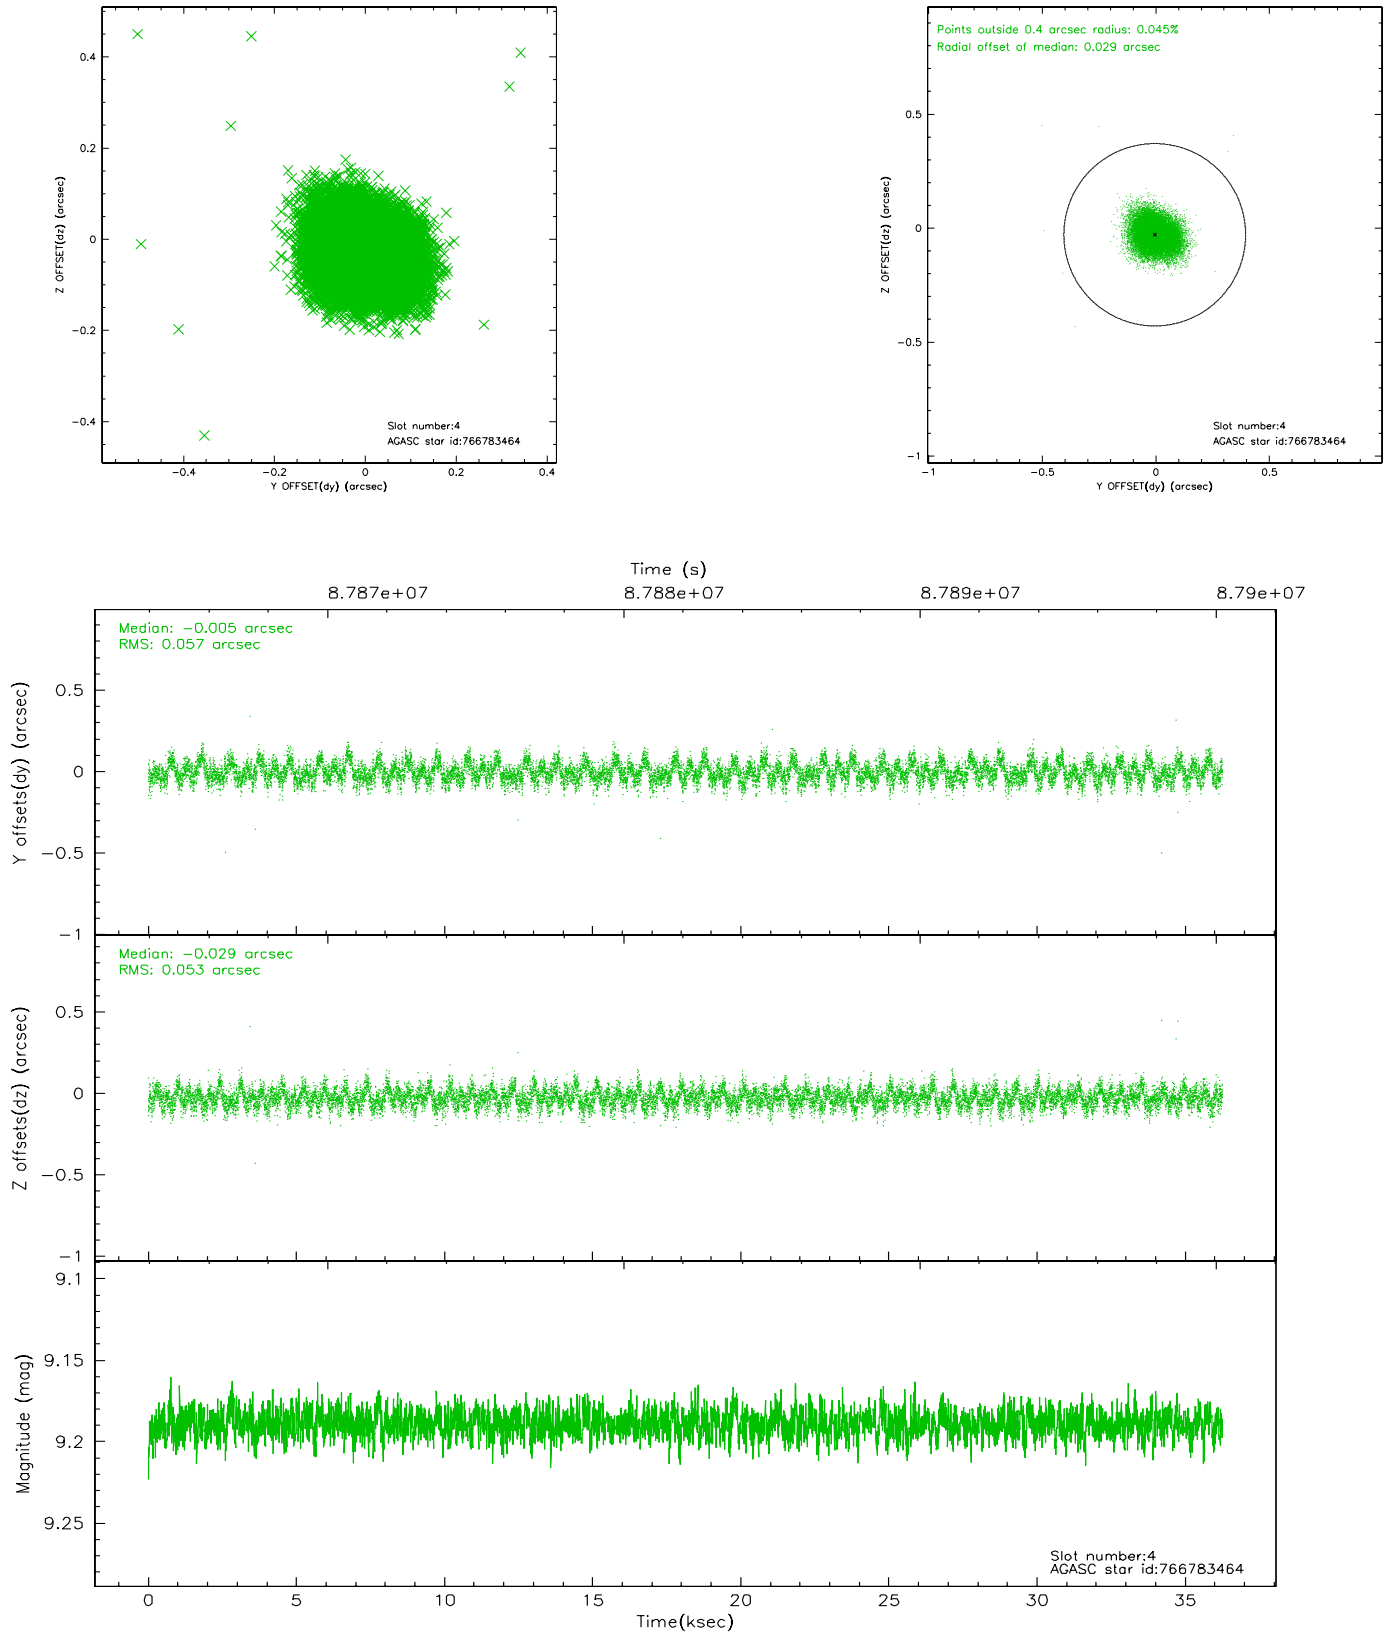 0.4
0.2
0
−0.2
−0.4
Z OFFSET(dz) (arcsec)
Slot number:4
AGASC star id:766783464
−0.4 −0.2 0 0.2 0.4
Y OFFSET(dy) (arcsec)
Points outside 0.4 arcsec radius: 0.045%
Radial offset of median: 0.029 arcsec
0.5
0
−0.5
−1
Z OFFSET(dz) (arcsec)
Slot number:4
AGASC star id:766783464
−1 −0.5 0 0.5
Y OFFSET(dy) (arcsec)
Time (s)
8.787e+07 8.788e+07 8.789e+07 8.79e+07
Median: −0.005 arcsec
RMS: 0.057 arcsec
0.5
0
−0.5
−1
Y offsets(dy) (arcsec)
Median: −0.029 arcsec
RMS: 0.053 arcsec
0.5
0
−0.5
−1
Z offsets(dz) (arcsec)
9.1
9.15
9.2
9.25
Magnitude (mag)
Slot number:4
AGASC star id:766783464
0 5 10 15 20 25 30 35
Time(ksec)